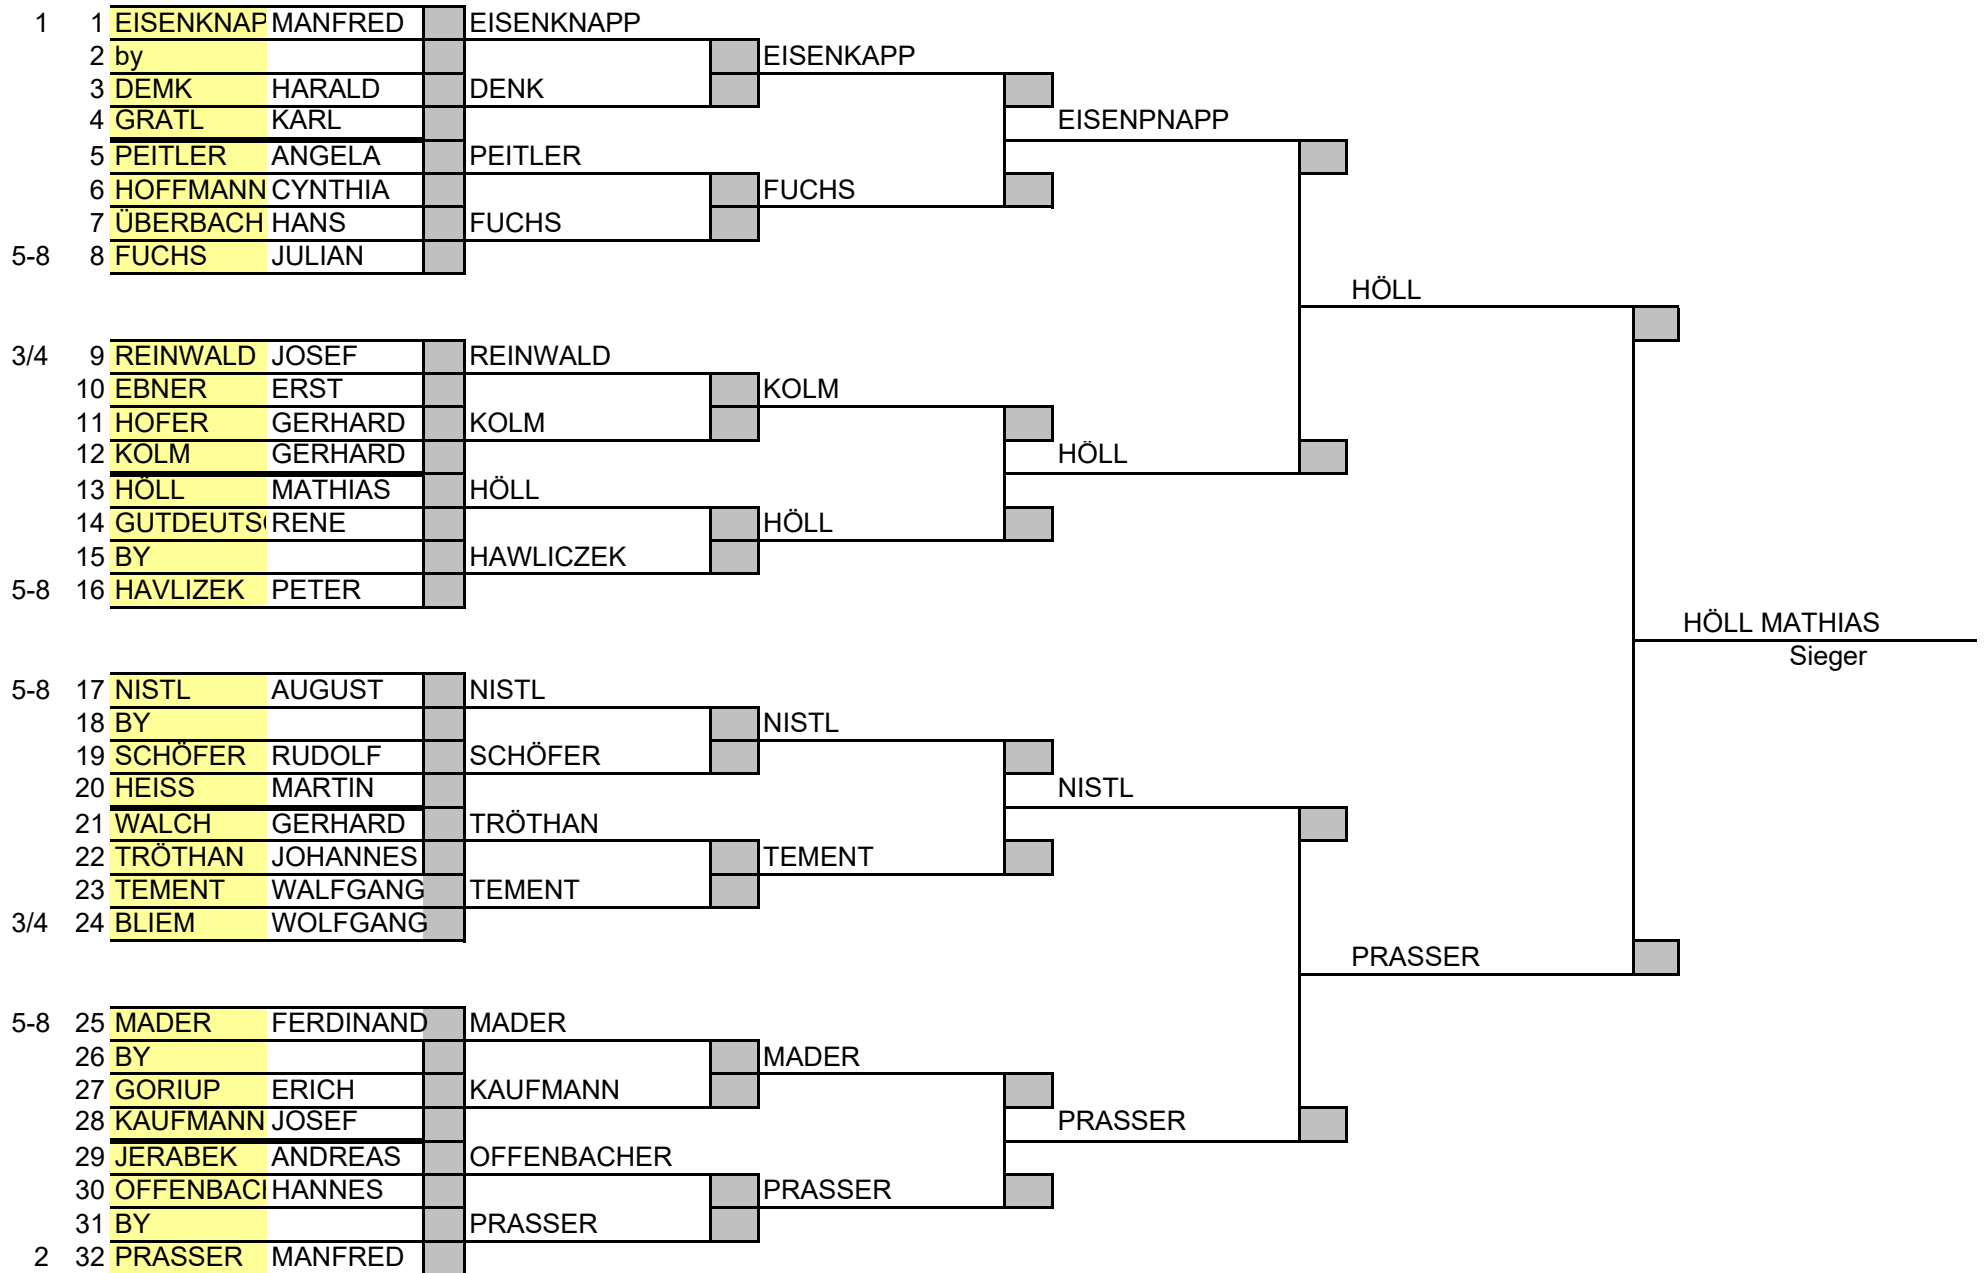 1 1 EISENKNAP MANFRED EISENKNAPP
2 by EISENKAPP
3 DEMK HARALD DENK
4 GRATL KARL EISENPNAPP
5 PEITLER ANGELA PEITLER
6 HOFFMANN CYNTHIA FUCHS
7 ÜBERBACH HANS FUCHS
5-8 8 FUCHS JULIAN
HÖLL
3/4 9 REINWALD JOSEF REINWALD
10 EBNER ERST KOLM
11 HOFER GERHARD KOLM
12 KOLM GERHARD HÖLL
13 HÖLL MATHIAS HÖLL
14 GUTDEUTS RENE HÖLL
15 BY HAWLICZEK
5-8 16 HAVLIZEK PETER
HÖLL MATHIAS
Sieger
5-8 17 NISTL AUGUST NISTL
18 BY NISTL
19 SCHÖFER RUDOLF SCHÖFER
20 HEISS MARTIN NISTL
21 WALCH GERHARD TRÖTHAN
22 TRÖTHAN JOHANNES TEMENT
23 TEMENT WALFGANG TEMENT
3/4 24 BLIEM WOLFGANG
PRASSER
5-8 25 MADER FERDINAND MADER
26 BY MADER
27 GORIUP ERICH KAUFMANN
28 KAUFMANN JOSEF PRASSER
29 JERABEK ANDREAS OFFENBACHER
30 OFFENBACH HANNES PRASSER
31 BY PRASSER
2 32 PRASSER MANFRED